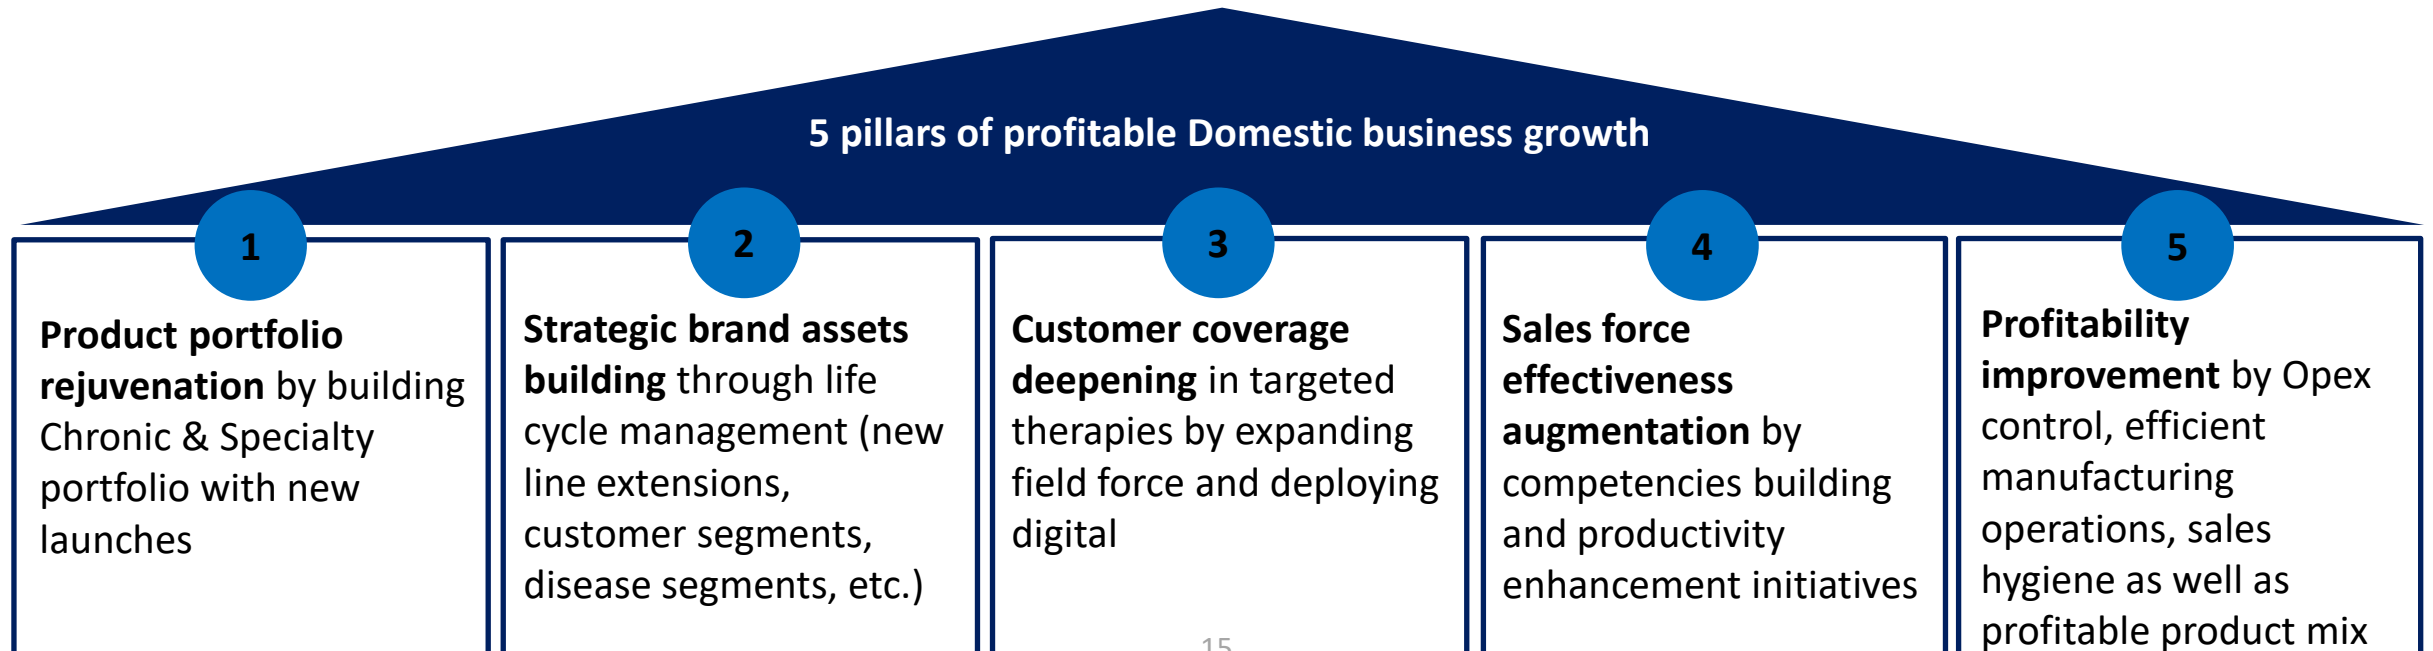 5 pillars of profitable Domestic business growth
1
Product portfolio
rejuvenation by building
Chronic & Specialty
portfolio with new
launches
2
Strategic brand assets
building through life
cycle management (new
line extensions,
customer segments,
disease segments, etc.)
3
Customer coverage
deepening in targeted
therapies by expanding
field force and deploying
digital
4
Sales force
effectiveness
augmentation by
competencies building
and productivity
enhancement initiatives
5
Profitability
improvement by Opex
control, efficient
manufacturing
operations, sales
hygiene as well as
profitable product mix
15